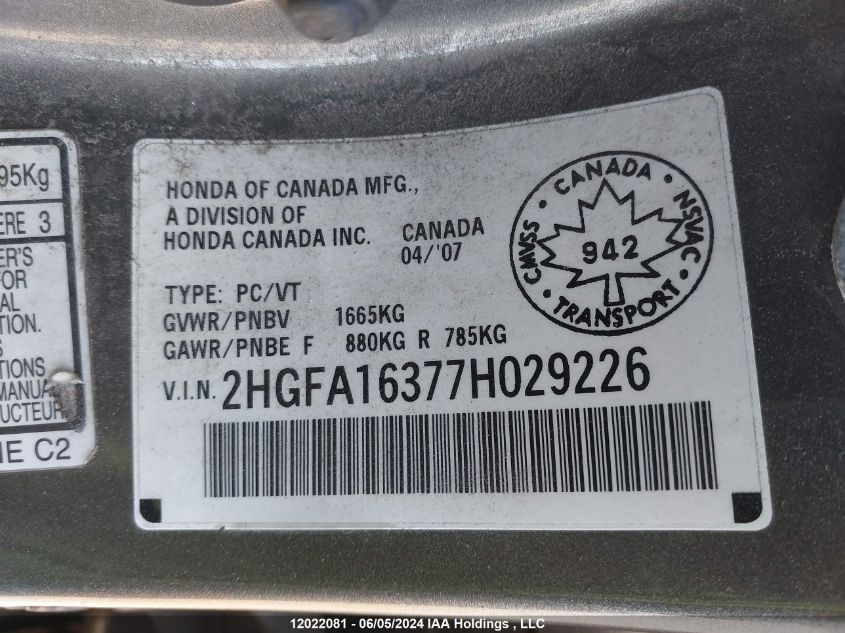 95Kg
ERE 3
ER'S
FOR
AL
TION.
S
TIONS
MANUA
UCTEUR
NE C2
HONDA OF CANADA MFG.,
A DIVISION OF
HONDA CANADA INC. CANADA
04/'07
TYPE: PC/VT
GVWR/PNBV 1665KG
GAWR/PNBE F 880KG R 785KG
V.I.N. 2HGFA16377H029226
CANADA • NSVAC • TRANSPORT • CMVSS •
942
12022081 - 06/05/2024 IAA Holdings, LLC